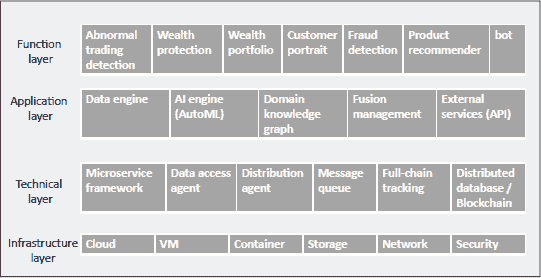 Function
layer
Abnormal
trading
detection
Wealth
protection
Wealth
portfolio
Customer
portrait
Fraud
detection
Product
recommender
bot
Application
layer
Data engine
AI engine
(AutoML)
Domain
knowledge
graph
Fusion
management
External
services (API)
Technical
layer
Microservice
framework
Data access
agent
Distribution
agent
Message
queue
Full-chain
tracking
Distributed
database /
Blockchain
Infrastructure
layer
Cloud
VM
Container
Storage
Network
Security